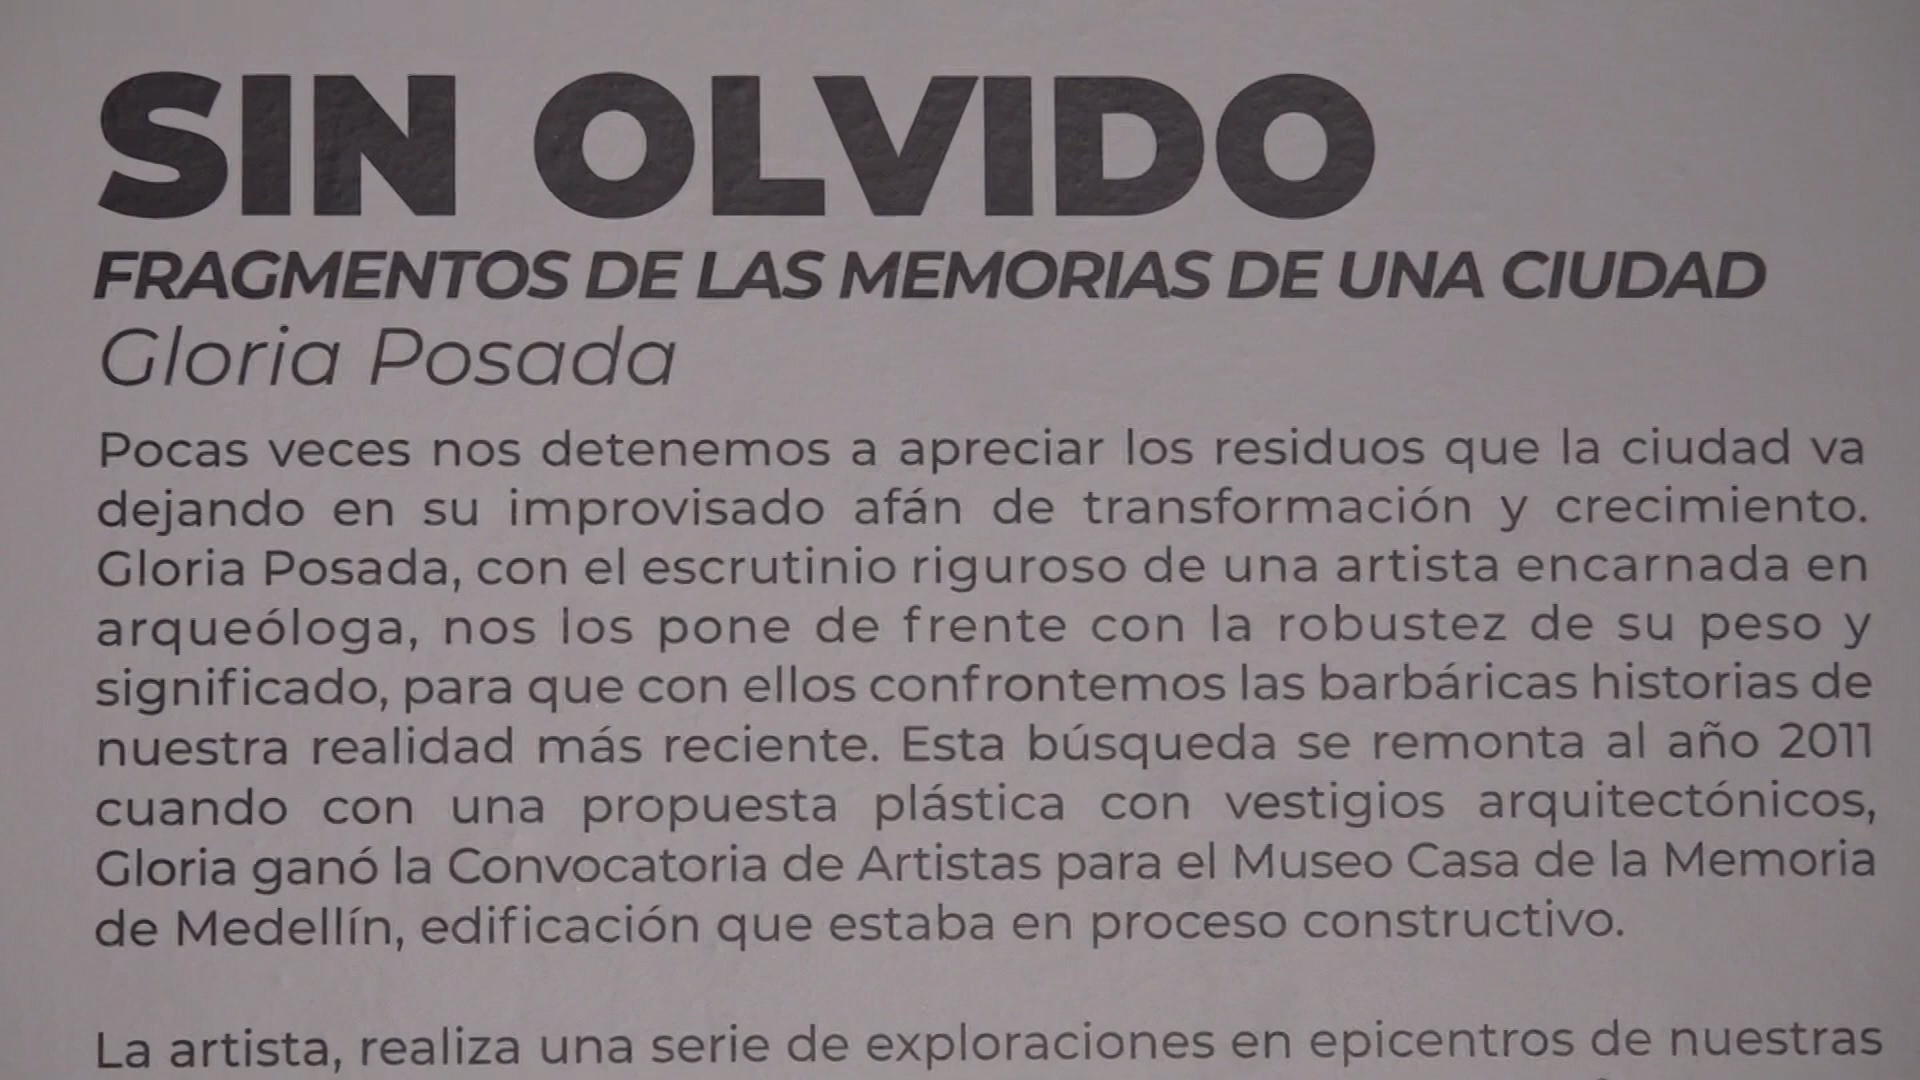 SIN OLVIDO
FRAGMENTOS DE LAS MEMORIAS DE UNA CIUDAD
Gloria Posada
Pocas veces nos detenemos a apreciar los residuos que la ciudad va
dejando en su improvisado afán de transformación y crecimiento.
Gloria Posada, con el escrutinio riguroso de una artista encarnada en
arqueóloga, nos los pone de frente con la robustez de su peso y
significado, para que con ellos confrontemos las barbáricas historias de
nuestra realidad más reciente. Esta búsqueda se remonta al año 2011
cuando con una propuesta plástica con vestigios arquitectónicos,
Gloria ganó la Convocatoria de Artistas para el Museo Casa de la Memoria
de Medellín, edificación que estaba en proceso constructivo.
La artista, realiza una serie de exploraciones en epicentros de nuestras